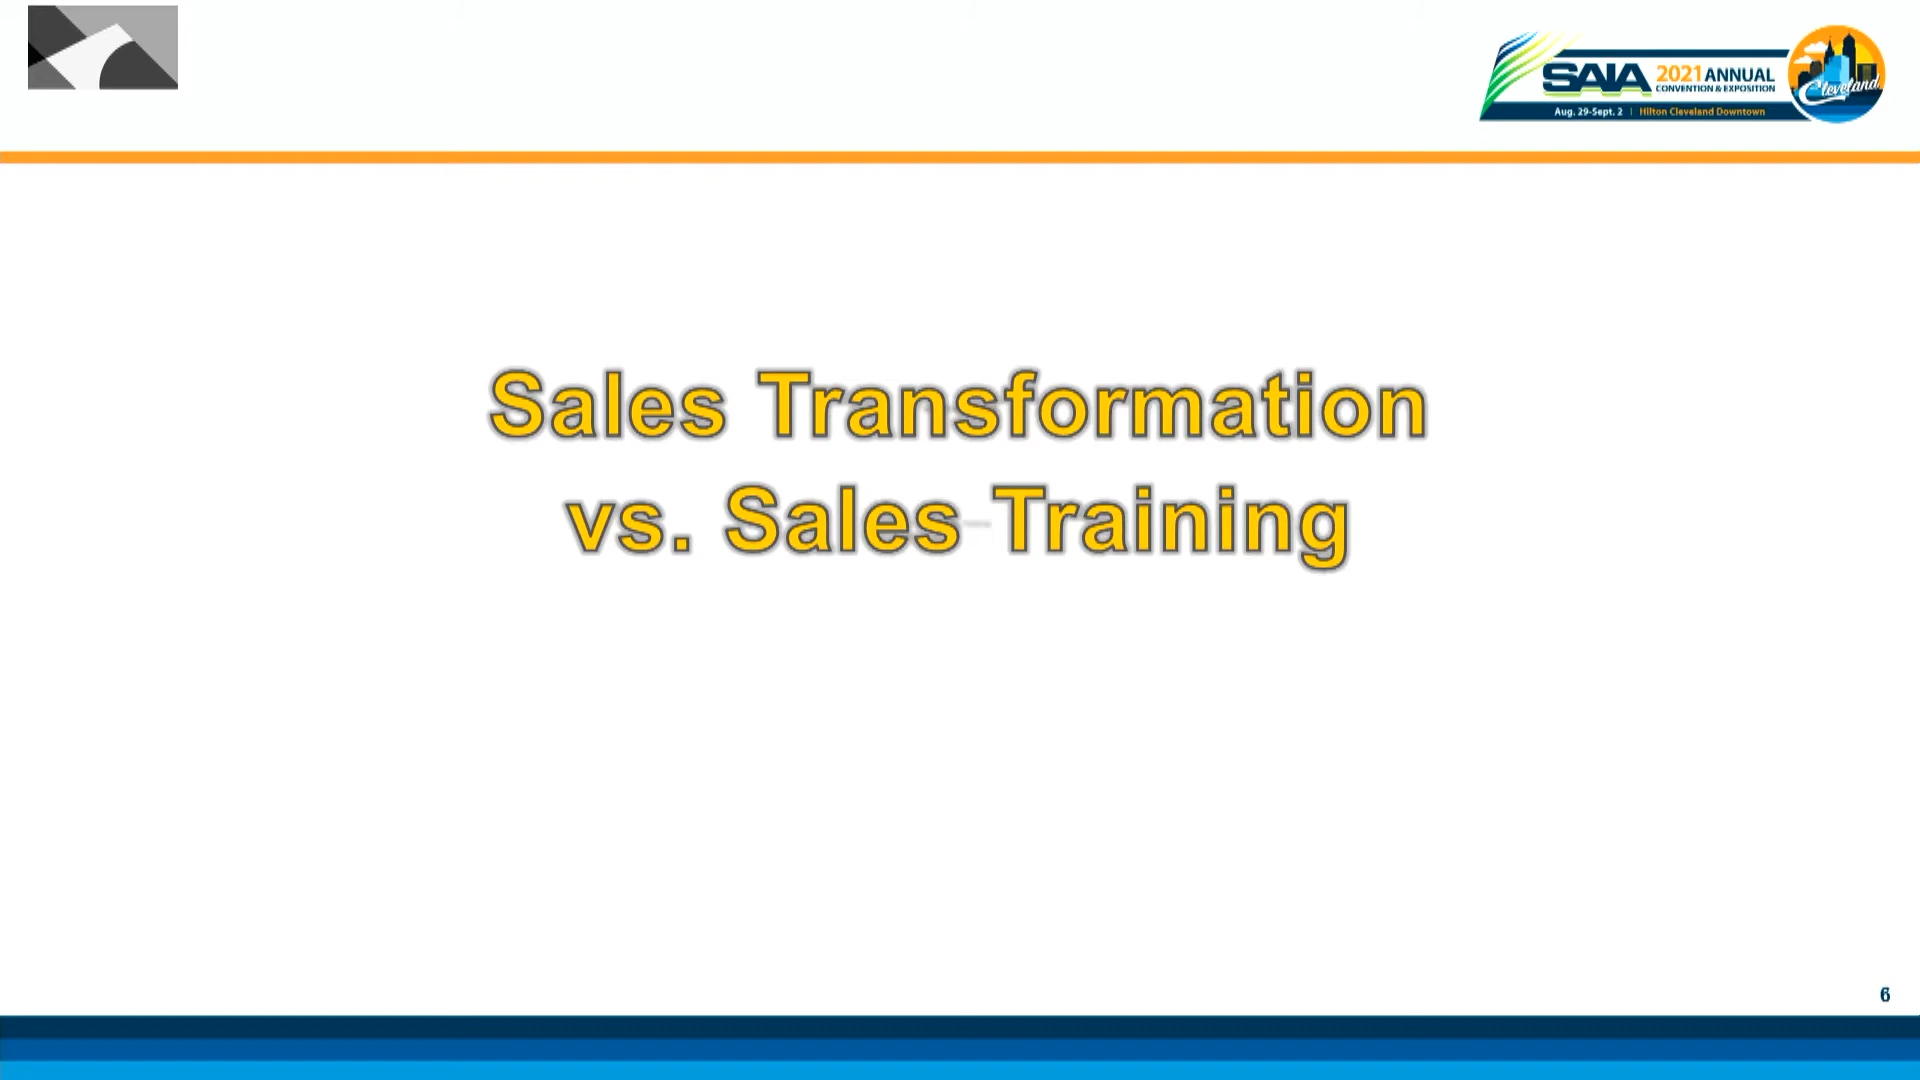 SAIA 2021 ANNUAL
CONVENTION & EXPOSITION
Aug. 29-Sept. 2 | Hilton Cleveland Downtown
Cleveland
Sales Transformation
vs. Sales Training
6